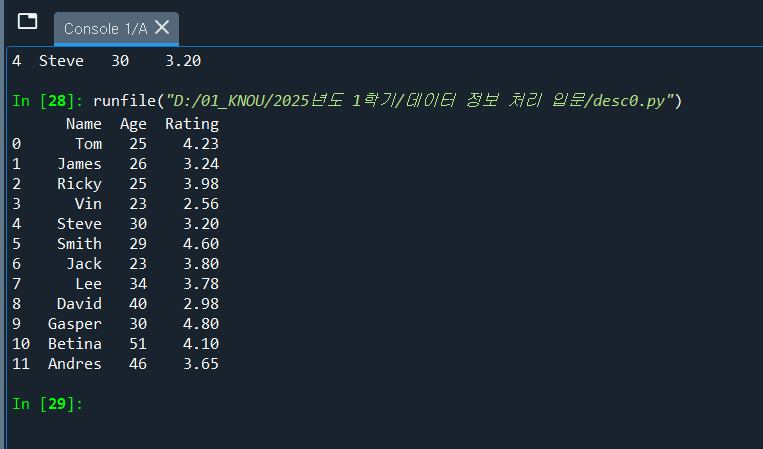 Console 1/A
4  Steve   30    3.20
In [28]: runfile("D:/01_KNOU/2025년도 1학기/데이터 정보 처리 입문/desc0.py")
      Name  Age  Rating
0      Tom   25    4.23
1    James   26    3.24
2    Ricky   25    3.98
3      Vin   23    2.56
4    Steve   30    3.20
5    Smith   29    4.60
6     Jack   23    3.80
7      Lee   34    3.78
8    David   40    2.98
9   Gasper   30    4.80
10  Betina   51    4.10
11  Andres   46    3.65
In [29]: